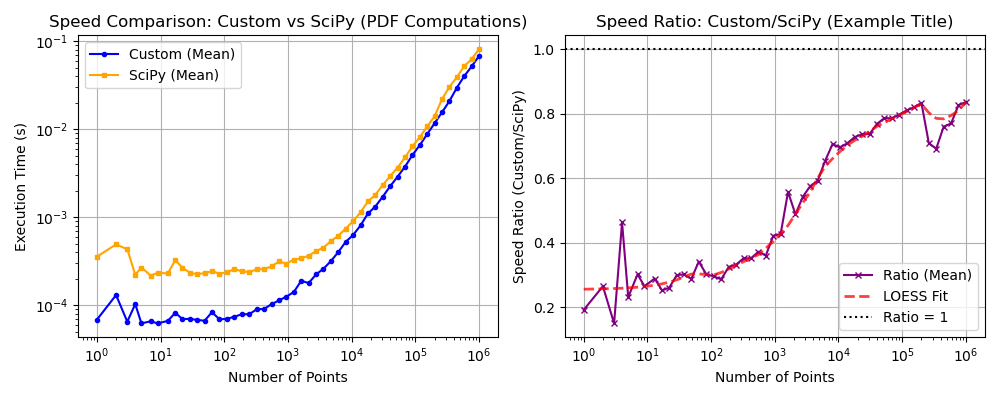 Speed Comparison: Custom vs SciPy (PDF Computations)
Custom (Mean)
SciPy (Mean)
10⁻¹
10⁻²
10⁻³
10⁻⁴
Execution Time (s)
10⁰ 10¹ 10² 10³ 10⁴ 10⁵ 10⁶
Number of Points
Speed Ratio: Custom/SciPy (Example Title)
1.0
0.8
0.6
0.4
0.2
Speed Ratio (Custom/SciPy)
Ratio (Mean)
LOESS Fit
Ratio = 1
10⁰ 10¹ 10² 10³ 10⁴ 10⁵ 10⁶
Number of Points